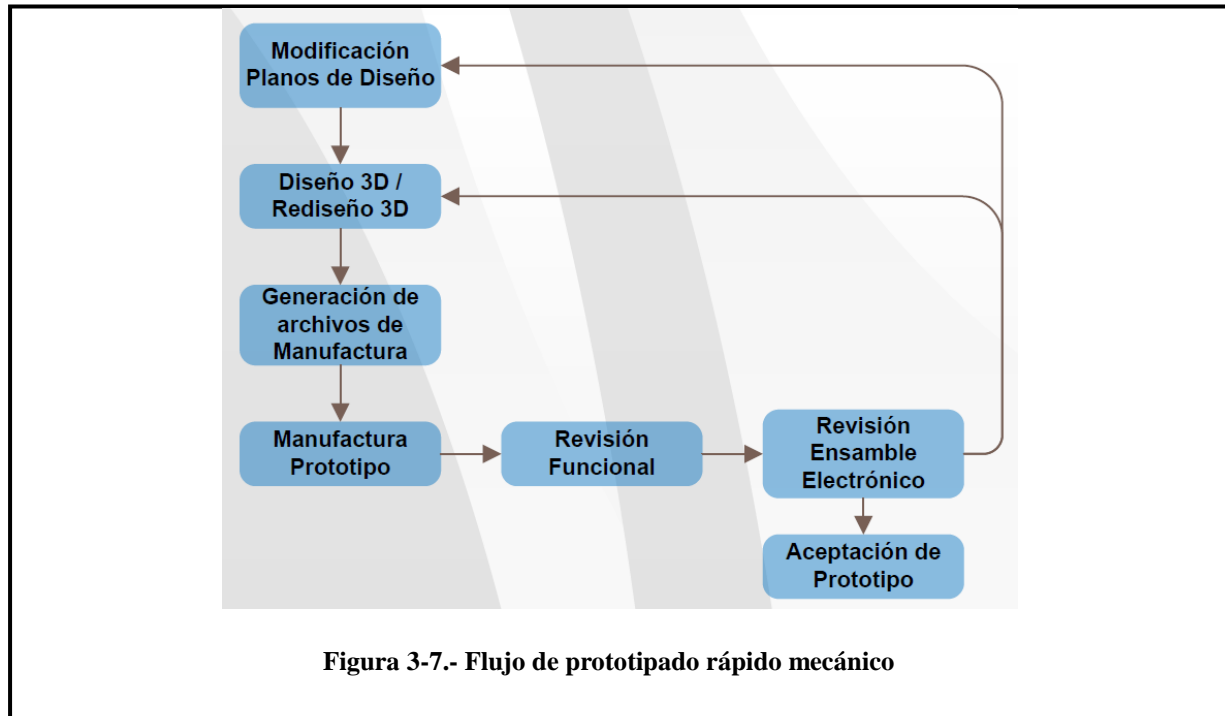 Modificación
Planos de Diseño
Diseño 3D /
Rediseño 3D
Generación de
archivos de
Manufactura
Manufactura
Prototipo
Revisión
Funcional
Revisión
Ensamble
Electrónico
Aceptación de
Prototipo
Figura 3-7.- Flujo de prototipado rápido mecánico